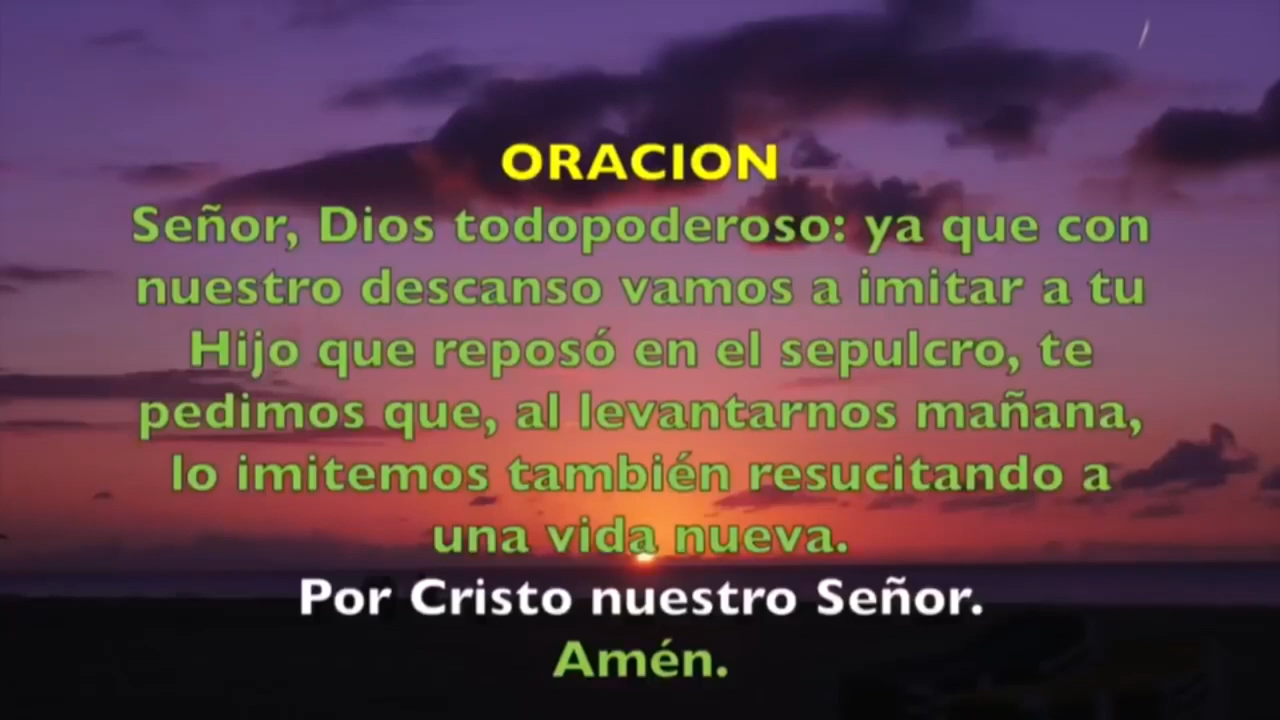 ORACION
Señor, Dios todopoderoso: ya que con
nuestro descanso vamos a imitar a tu
Hijo que reposó en el sepulcro, te
pedimos que, al levantarnos mañana,
lo imitemos también resucitando a
una vida nueva.
Por Cristo nuestro Señor.
Amén.